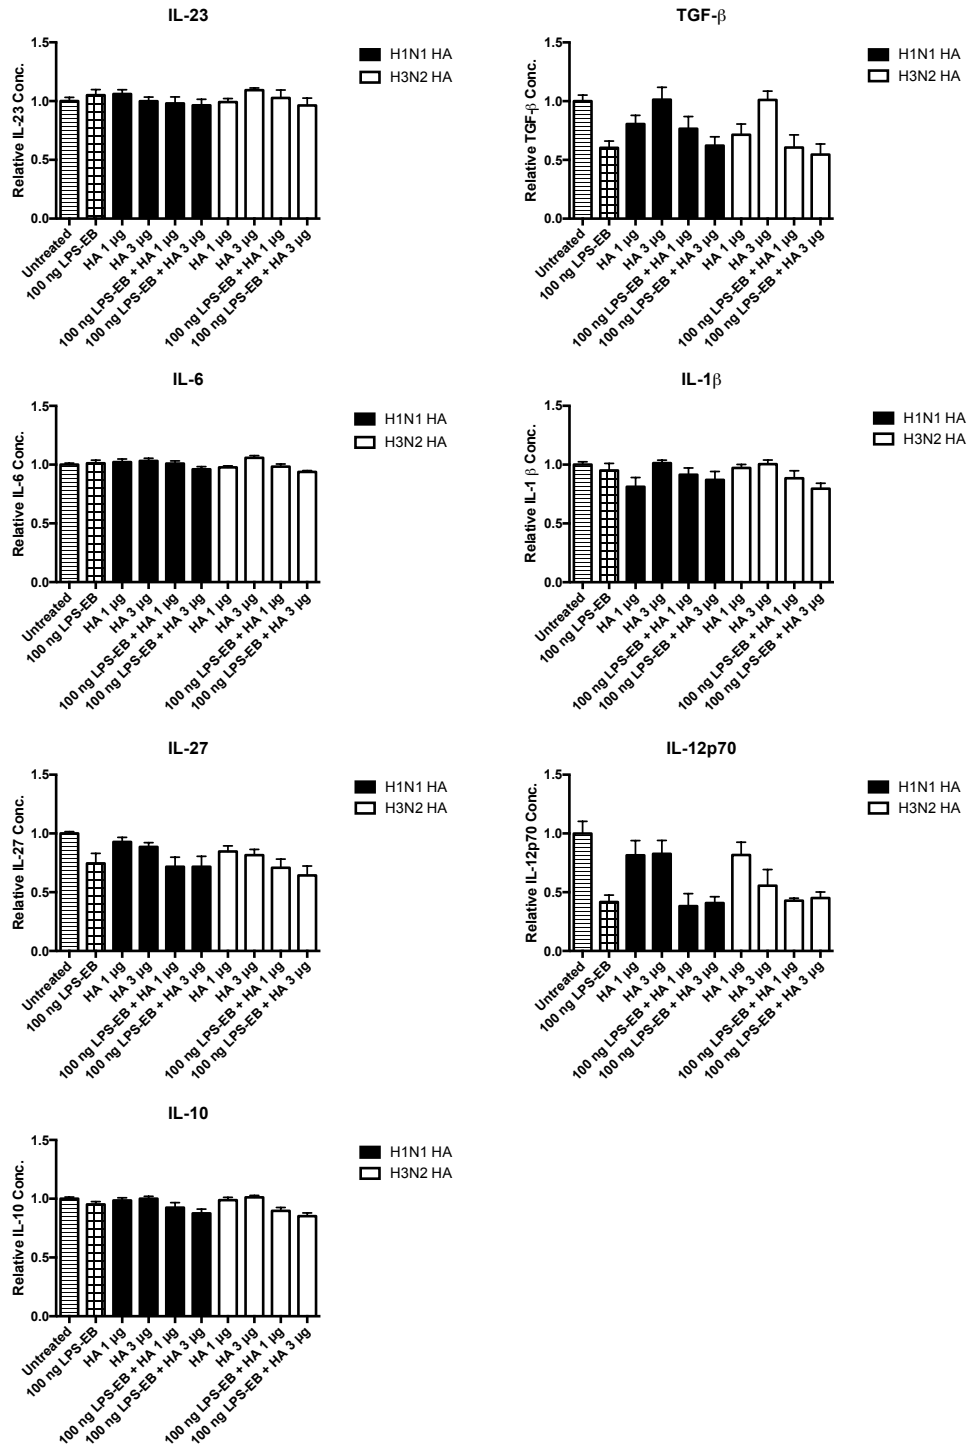 IL-23
Relative IL-23 Conc.
1.5
1.0
0.5
0.0
Untreated
100 ng LPS-EB
HA 1 µg
HA 3 µg
100 ng LPS-EB + HA 1 µg
100 ng LPS-EB + HA 3 µg
HA 1 µg
HA 3 µg
100 ng LPS-EB + HA 1 µg
100 ng LPS-EB + HA 3 µg
H1N1 HA
H3N2 HA
TGF-β
Relative TGF-β Conc.
1.5
1.0
0.5
0.0
Untreated
100 ng LPS-EB
HA 1 µg
HA 3 µg
100 ng LPS-EB + HA 1 µg
100 ng LPS-EB + HA 3 µg
HA 1 µg
HA 3 µg
100 ng LPS-EB + HA 1 µg
100 ng LPS-EB + HA 3 µg
H1N1 HA
H3N2 HA
IL-6
Relative IL-6 Conc.
1.5
1.0
0.5
0.0
Untreated
100 ng LPS-EB
HA 1 µg
HA 3 µg
100 ng LPS-EB + HA 1 µg
100 ng LPS-EB + HA 3 µg
HA 1 µg
HA 3 µg
100 ng LPS-EB + HA 1 µg
100 ng LPS-EB + HA 3 µg
H1N1 HA
H3N2 HA
IL-1β
Relative IL-1 β Conc.
1.5
1.0
0.5
0.0
Untreated
100 ng LPS-EB
HA 1 µg
HA 3 µg
100 ng LPS-EB + HA 1 µg
100 ng LPS-EB + HA 3 µg
HA 1 µg
HA 3 µg
100 ng LPS-EB + HA 1 µg
100 ng LPS-EB + HA 3 µg
H1N1 HA
H3N2 HA
IL-27
Relative IL-27 Conc.
1.5
1.0
0.5
0.0
Untreated
100 ng LPS-EB
HA 1 µg
HA 3 µg
100 ng LPS-EB + HA 1 µg
100 ng LPS-EB + HA 3 µg
HA 1 µg
HA 3 µg
100 ng LPS-EB + HA 1 µg
100 ng LPS-EB + HA 3 µg
H1N1 HA
H3N2 HA
IL-12p70
Relative IL-12p70 Conc.
1.5
1.0
0.5
0.0
Untreated
100 ng LPS-EB
HA 1 µg
HA 3 µg
100 ng LPS-EB + HA 1 µg
100 ng LPS-EB + HA 3 µg
HA 1 µg
HA 3 µg
100 ng LPS-EB + HA 1 µg
100 ng LPS-EB + HA 3 µg
H1N1 HA
H3N2 HA
IL-10
Relative IL-10 Conc.
1.5
1.0
0.5
0.0
Untreated
100 ng LPS-EB
HA 1 µg
HA 3 µg
100 ng LPS-EB + HA 1 µg
100 ng LPS-EB + HA 3 µg
HA 1 µg
HA 3 µg
100 ng LPS-EB + HA 1 µg
100 ng LPS-EB + HA 3 µg
H1N1 HA
H3N2 HA